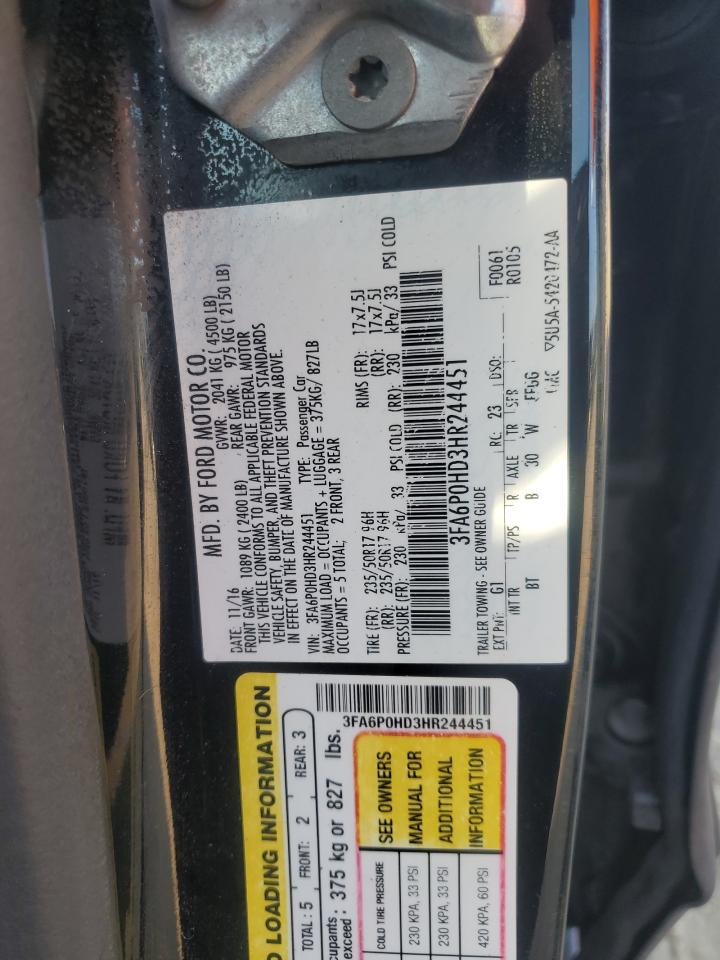 MFD. BY FORD MOTOR CO.
DATE: 11/16 GVWR: 2041 KG (4500 LB)
FRONT GAWR: 1089 KG (2400 LB) REAR GAWR: 975 KG (2150 LB)
THIS VEHICLE CONFORMS TO ALL APPLICABLE FEDERAL MOTOR
VEHICLE SAFETY, BUMPER, AND THEFT PREVENTION STANDARDS
IN EFFECT ON THE DATE OF MANUFACTURE SHOWN ABOVE.
VIN: 3FA6P0HD3HR244451 TYPE: Passenger Car
MAXIMUM LOAD = OCCUPANTS + LUGGAGE = 375KG/ 827LB
OCCUPANTS = 5 TOTAL; 2 FRONT, 3 REAR
TIRE (FR): 235/50R17 96H RIMS (FR): 17x7.5J
(RR): 235/50R17 96H (RR): 17x7.5J
PRESSURE (FR): 230 kPa/ 33 PSI COLD (RR): 230 kPa/ 33 PSI COLD
3FA6P0HD3HR244451
TRAILER TOWING - SEE OWNER GUIDE F0061
EXT PNT: G1 RC: 23 DSO: R0105
INT TR TP/PS R AXLE TR SPR
BT B 30 W FFGG
LOADING INFORMATION
TOTAL: 5 FRONT: 2 REAR: 3
exceed: 375 kg or 827 lbs.
3FA6P0HD3HR244451
COLD TIRE PRESSURE SEE OWNERS
230 KPA, 33 PSI MANUAL FOR
230 KPA, 33 PSI ADDITIONAL
420 KPA, 60 PSI INFORMATION